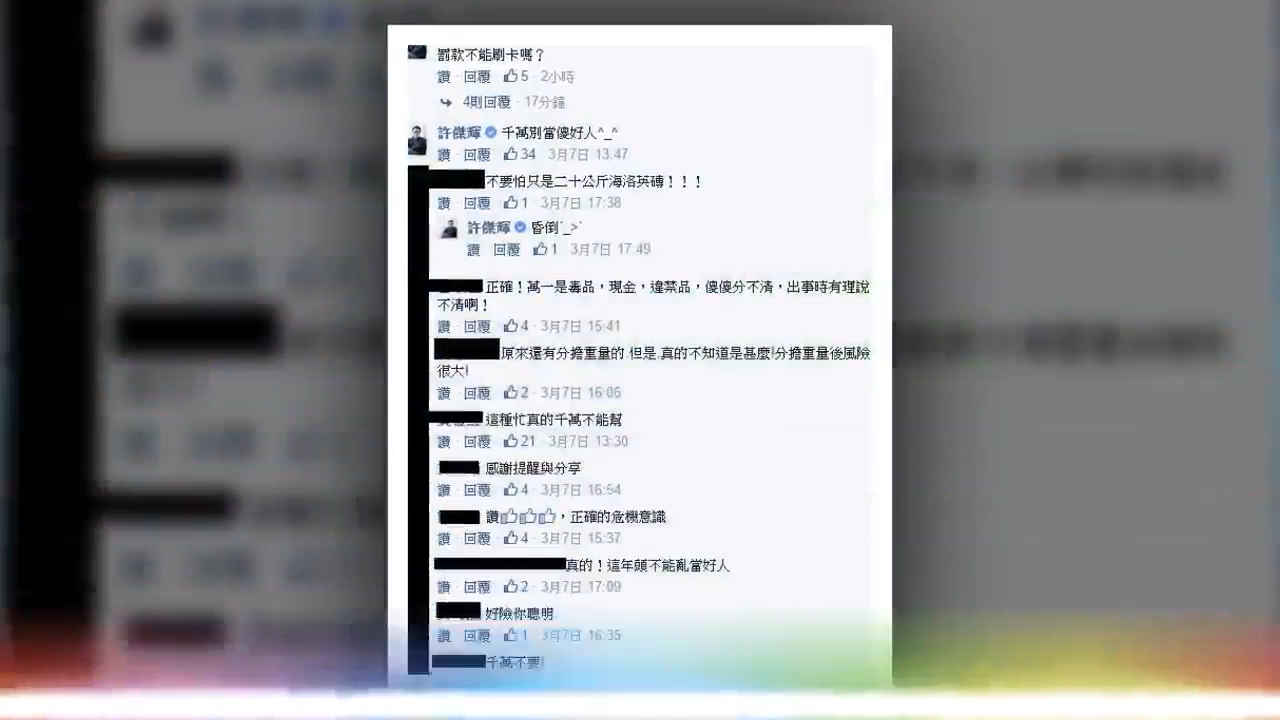 罰款不能刷卡嗎？
讚 · 回覆 5 · 2小時
4則回覆 · 17分鐘
許傑輝 千萬別當傻好人^_^
讚 · 回覆 34 · 3月7日 13:47
不要怕只是二十公斤海洛英磚！！！
讚 · 回覆 1 · 3月7日 17:38
許傑輝 昏倒´_>`
讚 · 回覆 1 · 3月7日 17:49
正確！萬一是毒品，現金，違禁品，傻傻分不清，出事時有理說
不清啊！
讚 · 回覆 4 · 3月7日 15:41
原來還有分擔重量的.但是.真的不知道是甚麼!分擔重量後風險
很大!
讚 · 回覆 2 · 3月7日 16:06
這種忙真的千萬不能幫
讚 · 回覆 21 · 3月7日 13:30
感謝提醒與分享
讚 · 回覆 4 · 3月7日 16:54
讚👍👍👍，正確的危機意識
讚 · 回覆 4 · 3月7日 15:37
真的！這年頭不能亂當好人
讚 · 回覆 2 · 3月7日 17:09
好險你聰明
讚 · 回覆 1 · 3月7日 16:35
千萬不要!